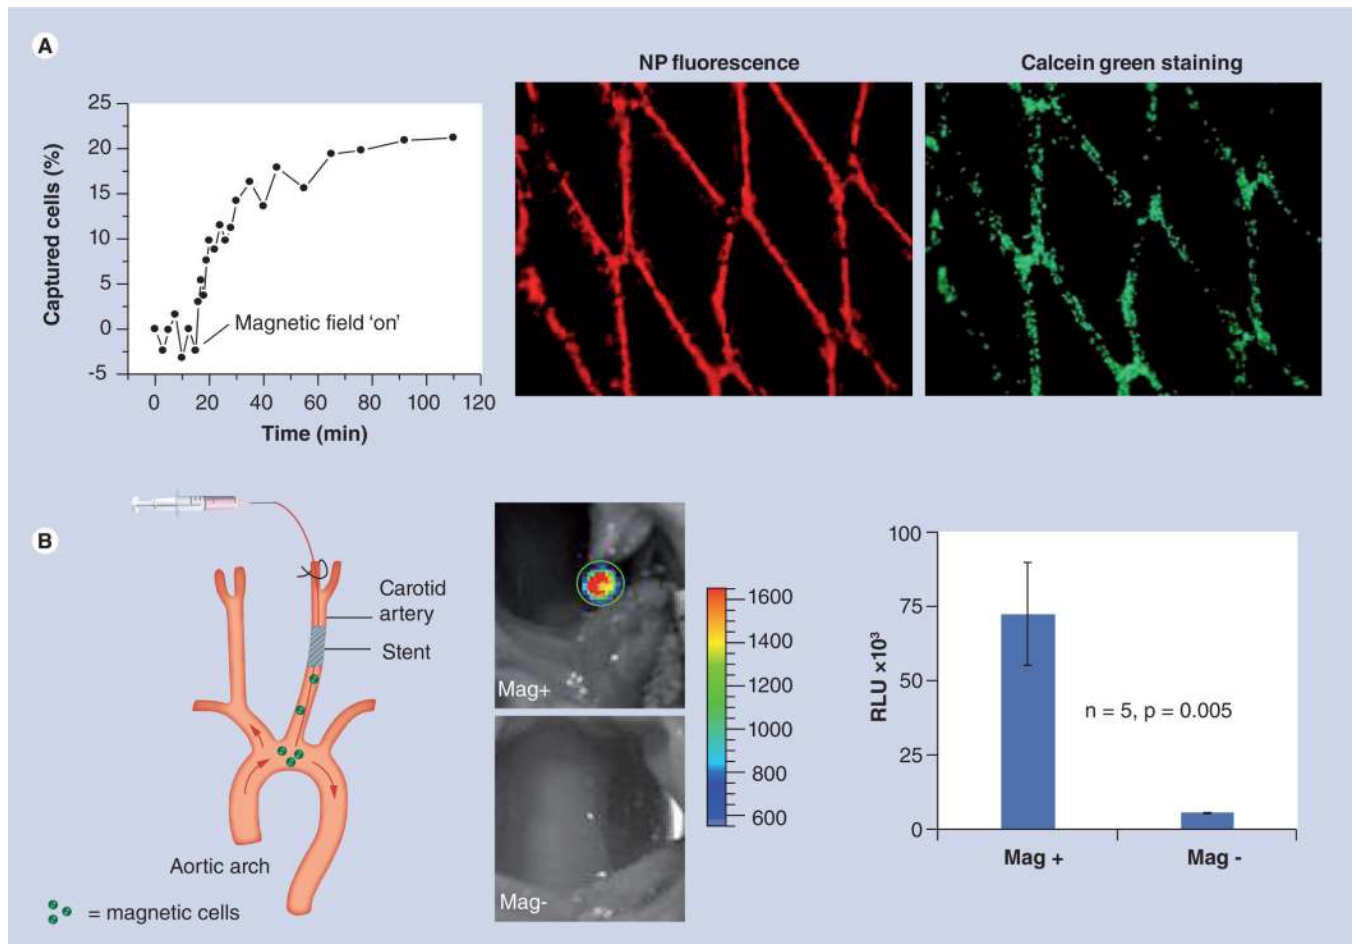 A
NP fluorescence
Calcein green staining
25
20
15
10
5
0
-5
Captured cells (%)
Magnetic field ‘on’
0 20 40 60 80 100 120
Time (min)
B
Carotid
artery
Stent
Aortic arch
= magnetic cells
Mag+
Mag-
1600
1400
1200
1000
800
600
100
75
50
25
0
RLU ×10³
n = 5, p = 0.005
Mag +
Mag -